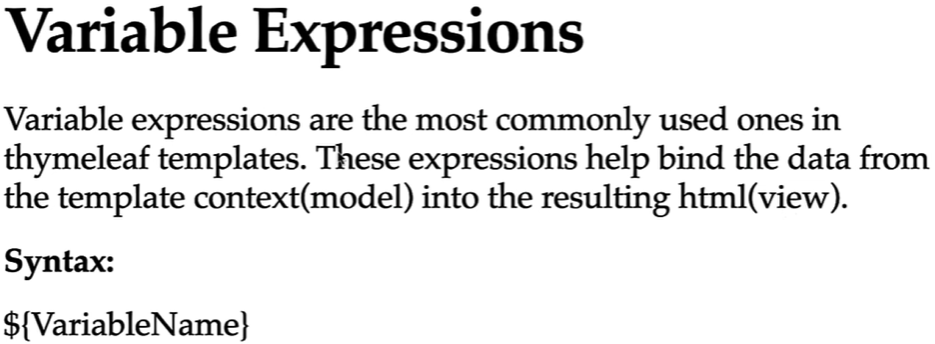 Variable Expressions
Variable expressions are the most commonly used ones in
thymeleaf templates. These expressions help bind the data from
the template context(model) into the resulting html(view).
Syntax:
${VariableName}